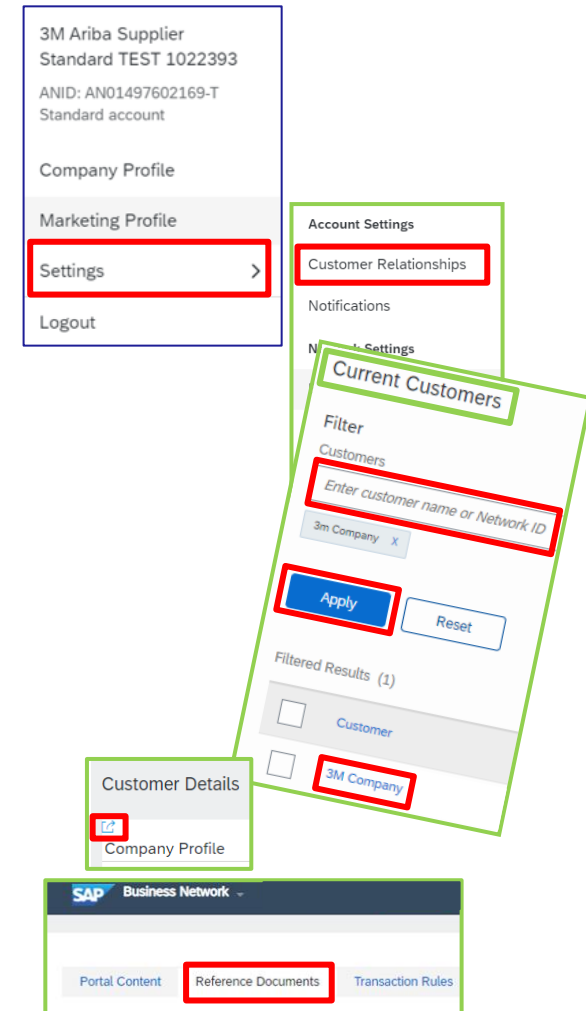 3M Ariba Supplier
Standard TEST 1022393
ANID: AN01497602169-T
Standard account
Company Profile
Marketing Profile
Settings >
Logout
Account Settings
Customer Relationships
Notifications
Settings
Current Customers
Filter
Customers
Enter customer name or Network ID
3m Company X
Apply
Reset
Filtered Results (1)
Customer
3M Company
Customer Details
Company Profile
SAP Business Network
Portal Content Reference Documents Transaction Rules